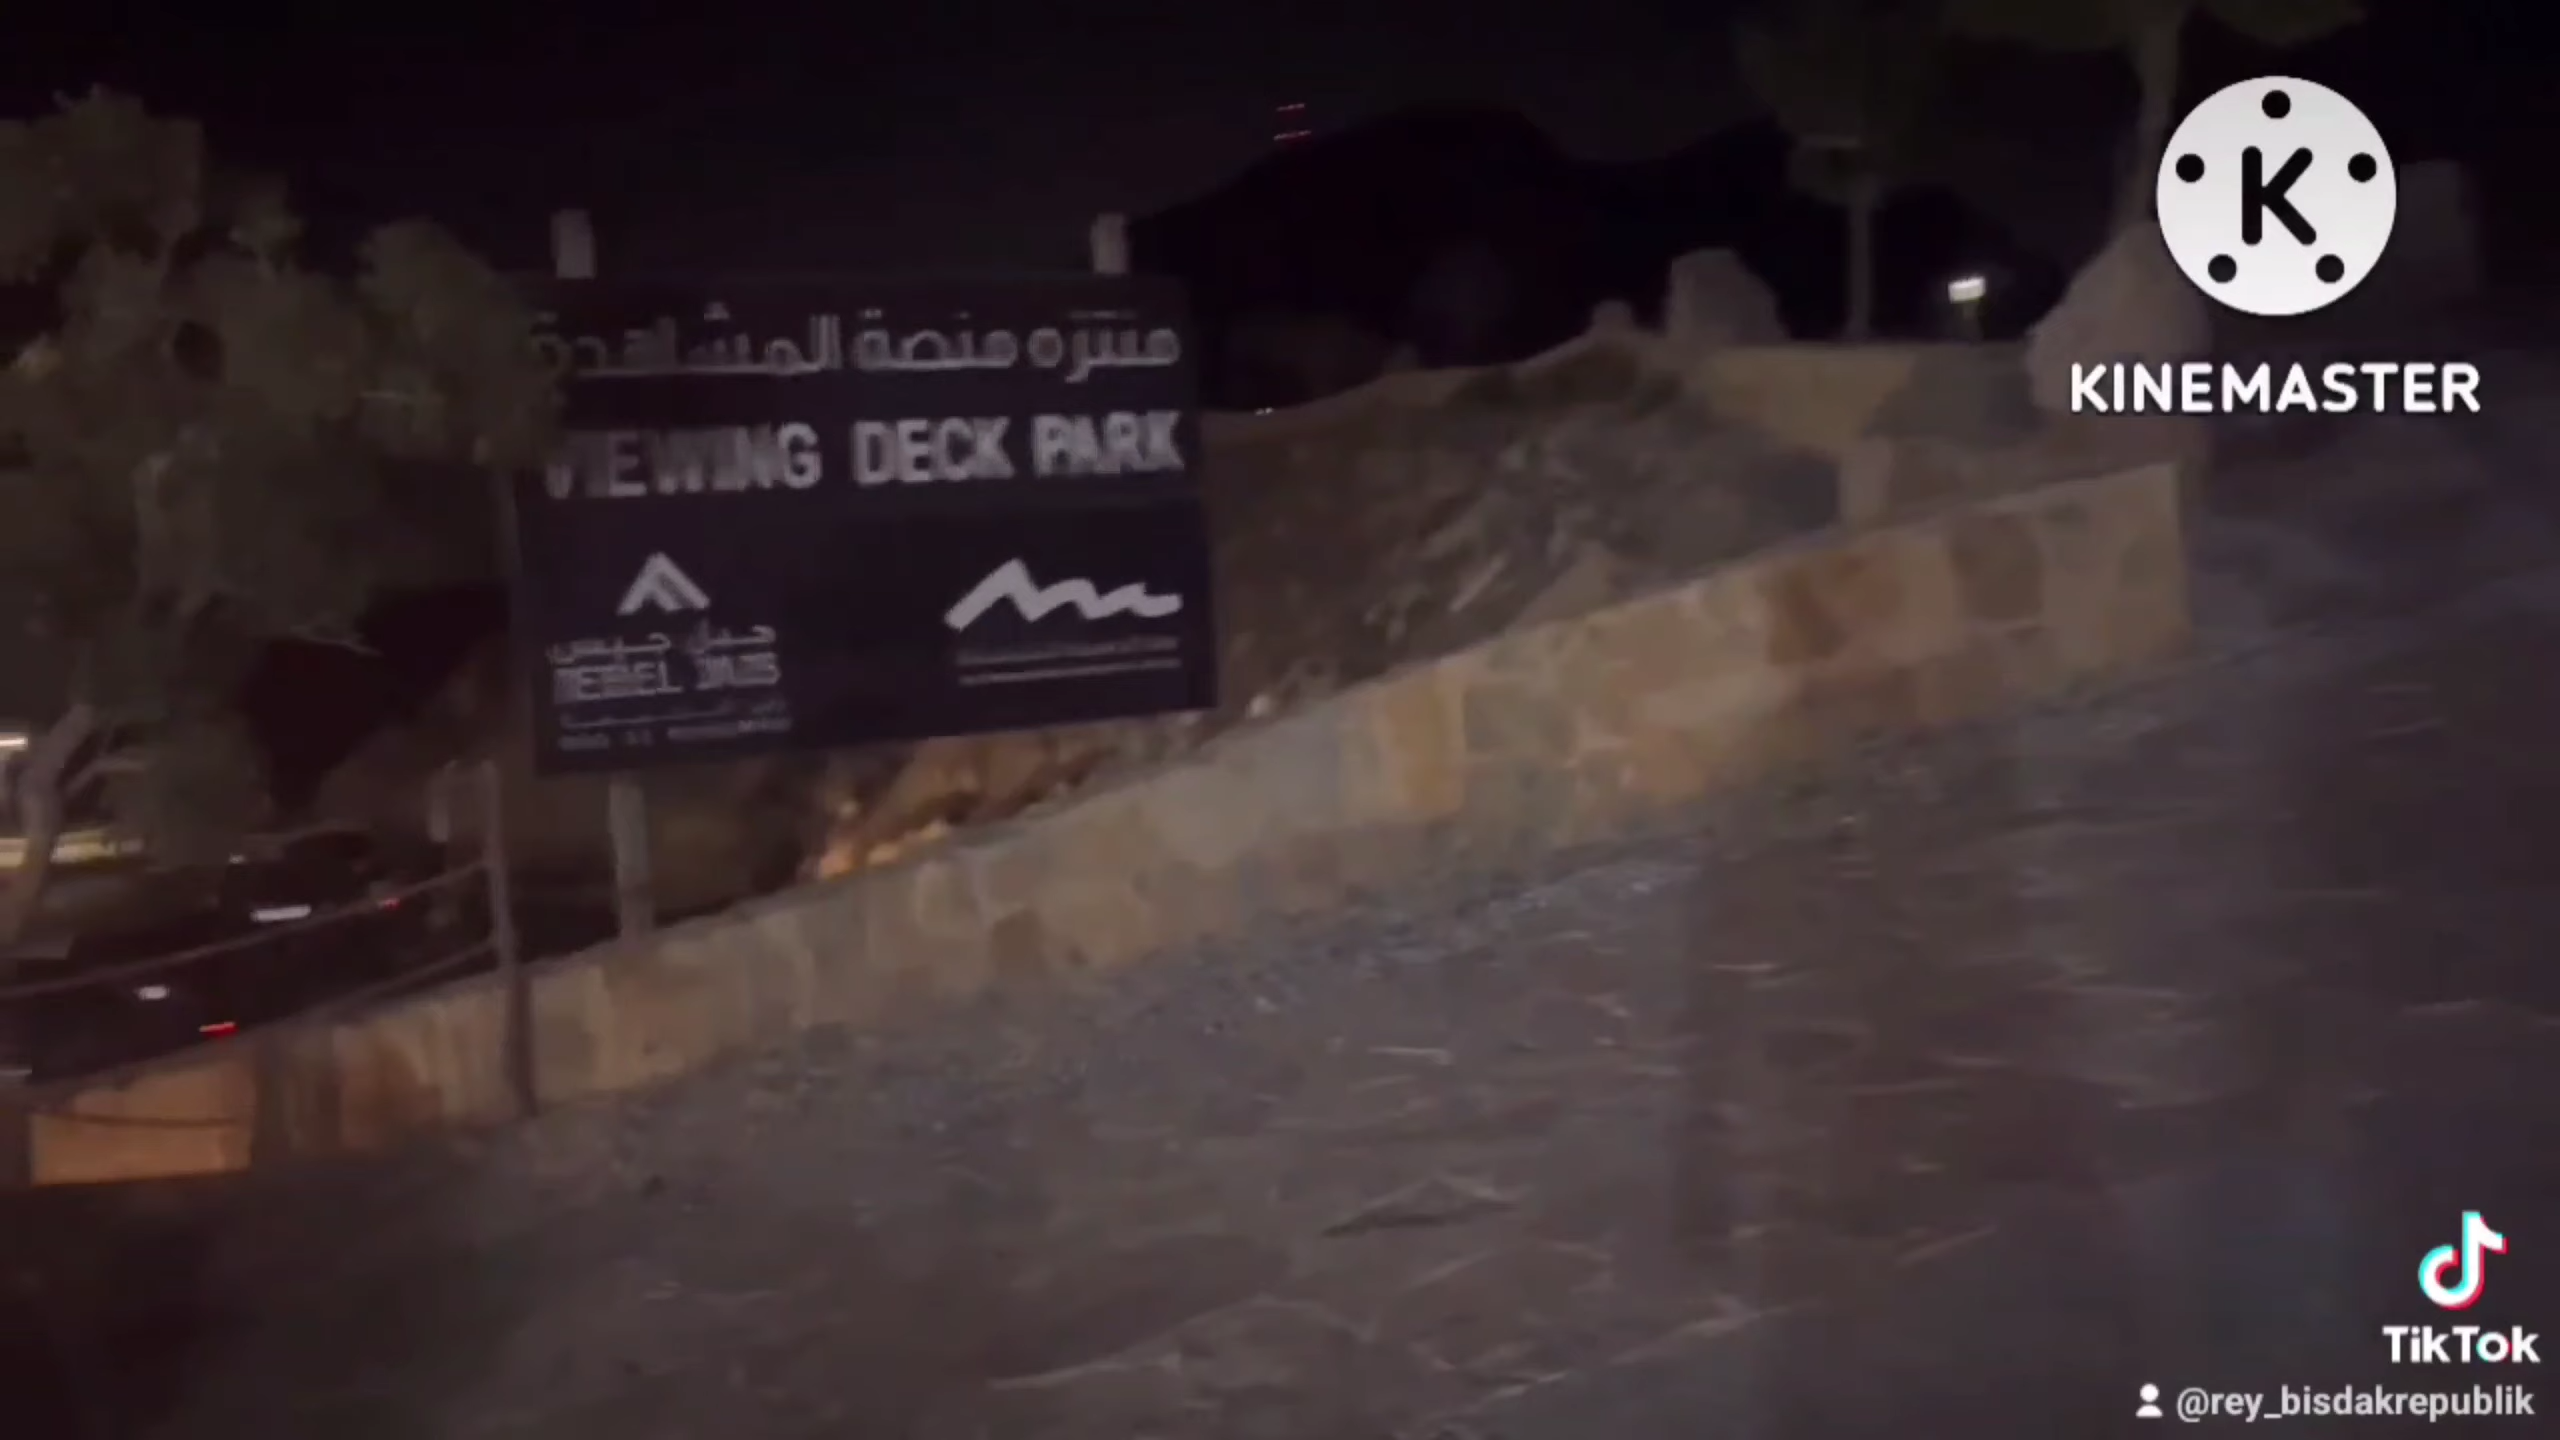 منتزه منصة المشاهدة
VIEWING DECK PARK
جبل جيس
JEBEL JAIS
K
KINEMASTER
TikTok
@rey_bisdakrepublik